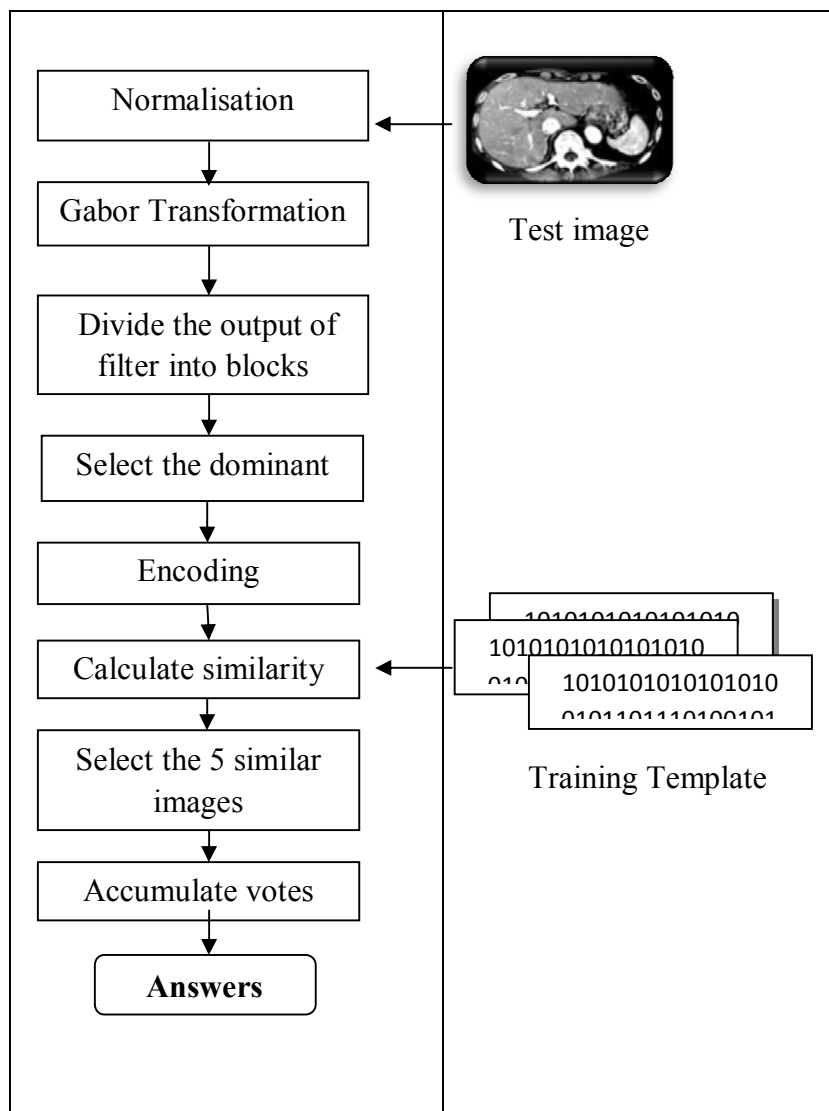 Normalisation
Gabor Transformation
Divide the output of
filter into blocks
Select the dominant
Encoding
Calculate similarity
Select the 5 similar
images
Accumulate votes
Answers
Test image
1010101010101010
1010101010101010
010
1010101010101010
0101101110100101
Training Template